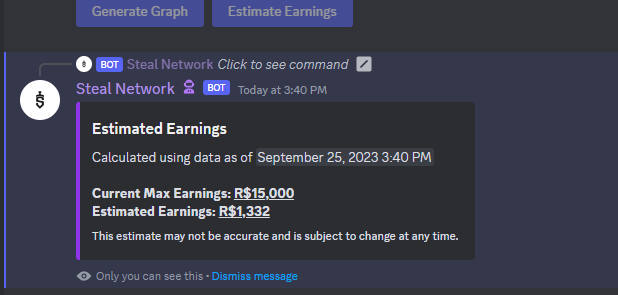 Generate Graph Estimate Earnings
BOT Steal Network Click to see command
Steal Network BOT Today at 3:40 PM
Estimated Earnings
Calculated using data as of September 25, 2023 3:40 PM
Current Max Earnings: R$15,000
Estimated Earnings: R$1,332
This estimate may not be accurate and is subject to change at any time.
Only you can see this • Dismiss message